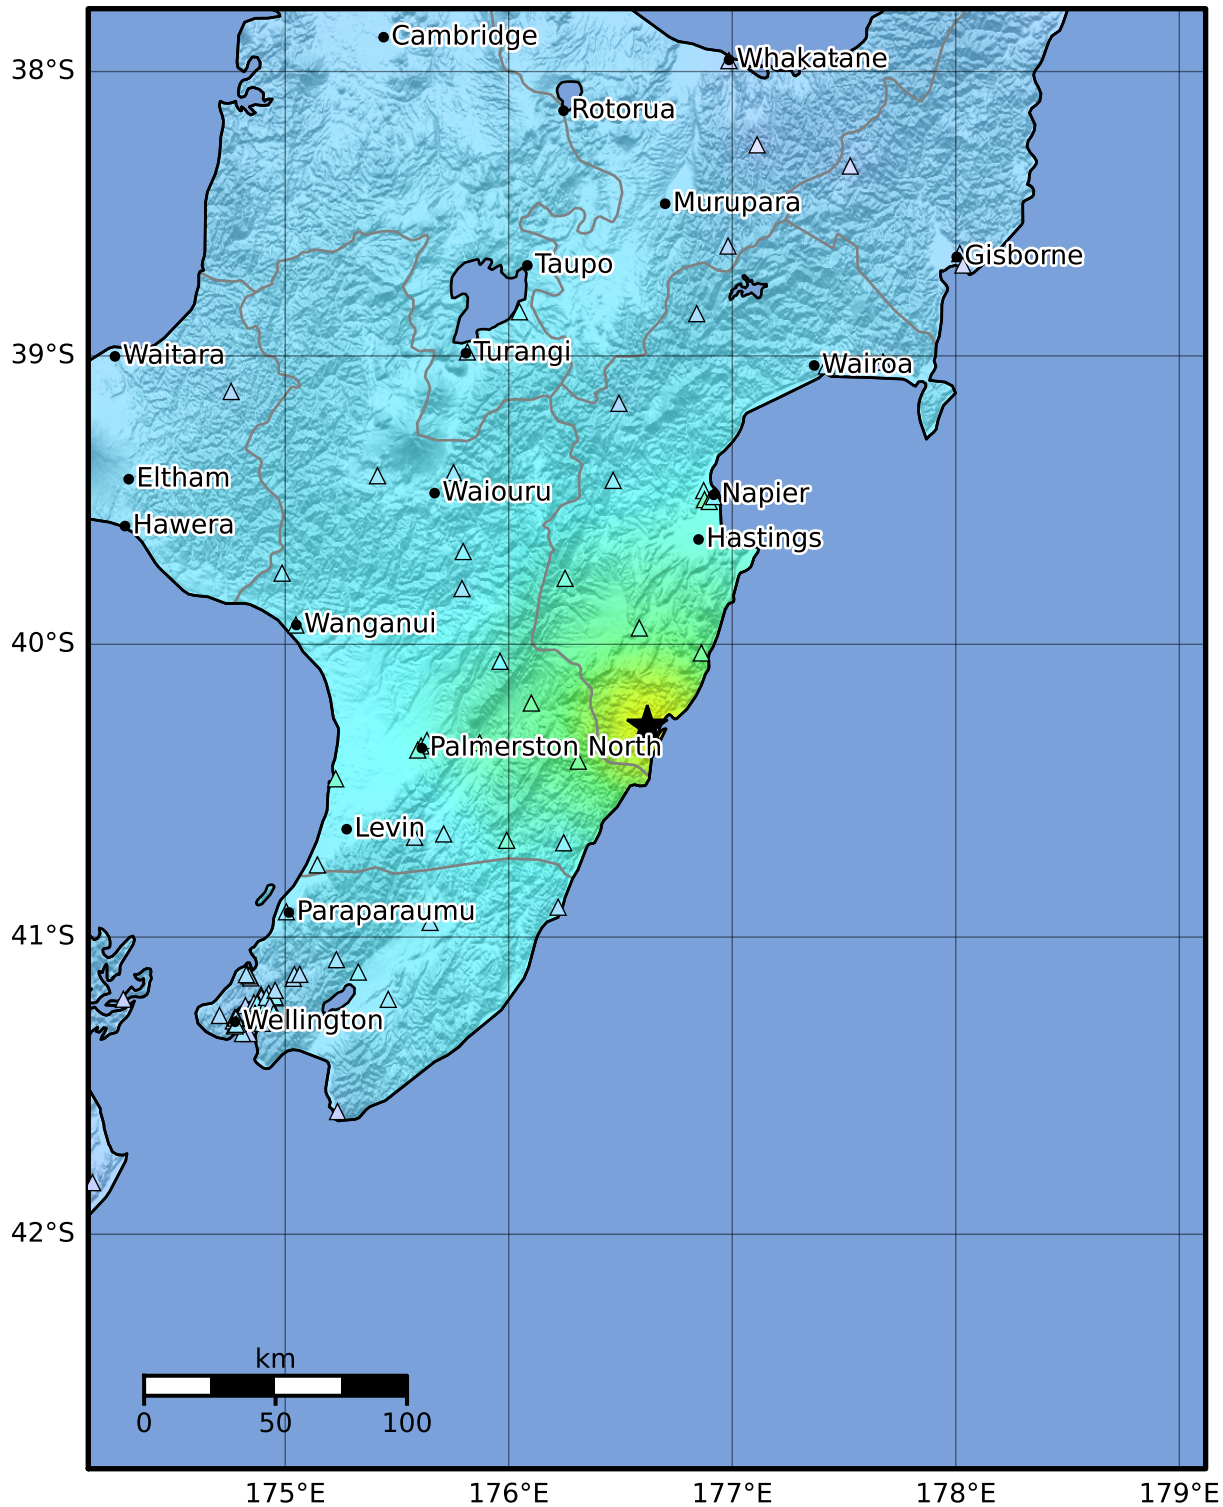 Cambridge
Whakatane
38°S
Rotorua
Murupara
Gisborne
Taupo
Turangi
39°S
Waitara
Wairoa
Eltham
Waiouru
Napier
Hawera
Hastings
Wanganui
40°S
Palmerston North
Levin
Paraparaumu
41°S
Wellington
42°S
km
0 50 100
175°E 176°E 177°E 178°E 179°E